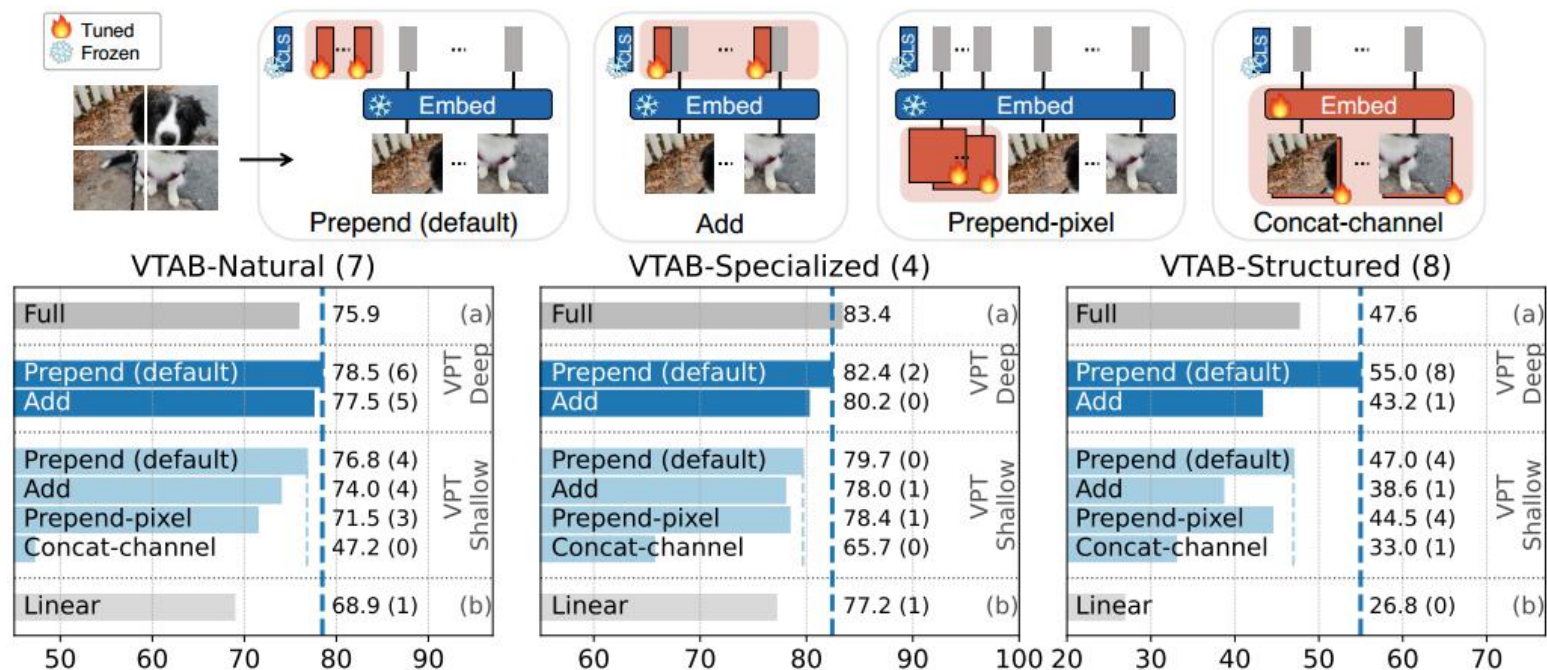 Tuned
Frozen
CLS
...
...
Embed
...
Prepend (default)
CLS
...
Embed
...
Add
CLS
...
...
Embed
...
...
Prepend-pixel
CLS
...
Embed
...
Concat-channel
VTAB-Natural (7)
Full 75.9 (a)
Prepend (default) 78.5 (6)
Add 77.5 (5)
VPT
Deep
Prepend (default) 76.8 (4)
Add 74.0 (4)
Prepend-pixel 71.5 (3)
Concat-channel 47.2 (0)
VPT
Shallow
Linear 68.9 (1) (b)
50 60 70 80 90
VTAB-Specialized (4)
Full 83.4 (a)
Prepend (default) 82.4 (2)
Add 80.2 (0)
VPT
Deep
Prepend (default) 79.7 (0)
Add 78.0 (1)
Prepend-pixel 78.4 (1)
Concat-channel 65.7 (0)
VPT
Shallow
Linear 77.2 (1) (b)
60 70 80 90 100
VTAB-Structured (8)
Full 47.6 (a)
Prepend (default) 55.0 (8)
Add 43.2 (1)
VPT
Deep
Prepend (default) 47.0 (4)
Add 38.6 (1)
Prepend-pixel 44.5 (4)
Concat-channel 33.0 (1)
VPT
Shallow
Linear 26.8 (0) (b)
20 30 40 50 60 70